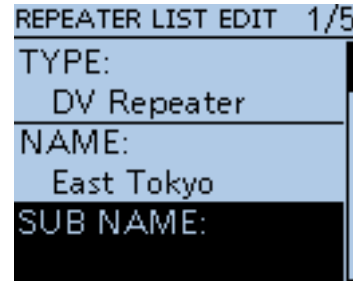 REPEATER LIST EDIT 1/5
TYPE:
DV Repeater
NAME:
East Tokyo
SUB NAME: